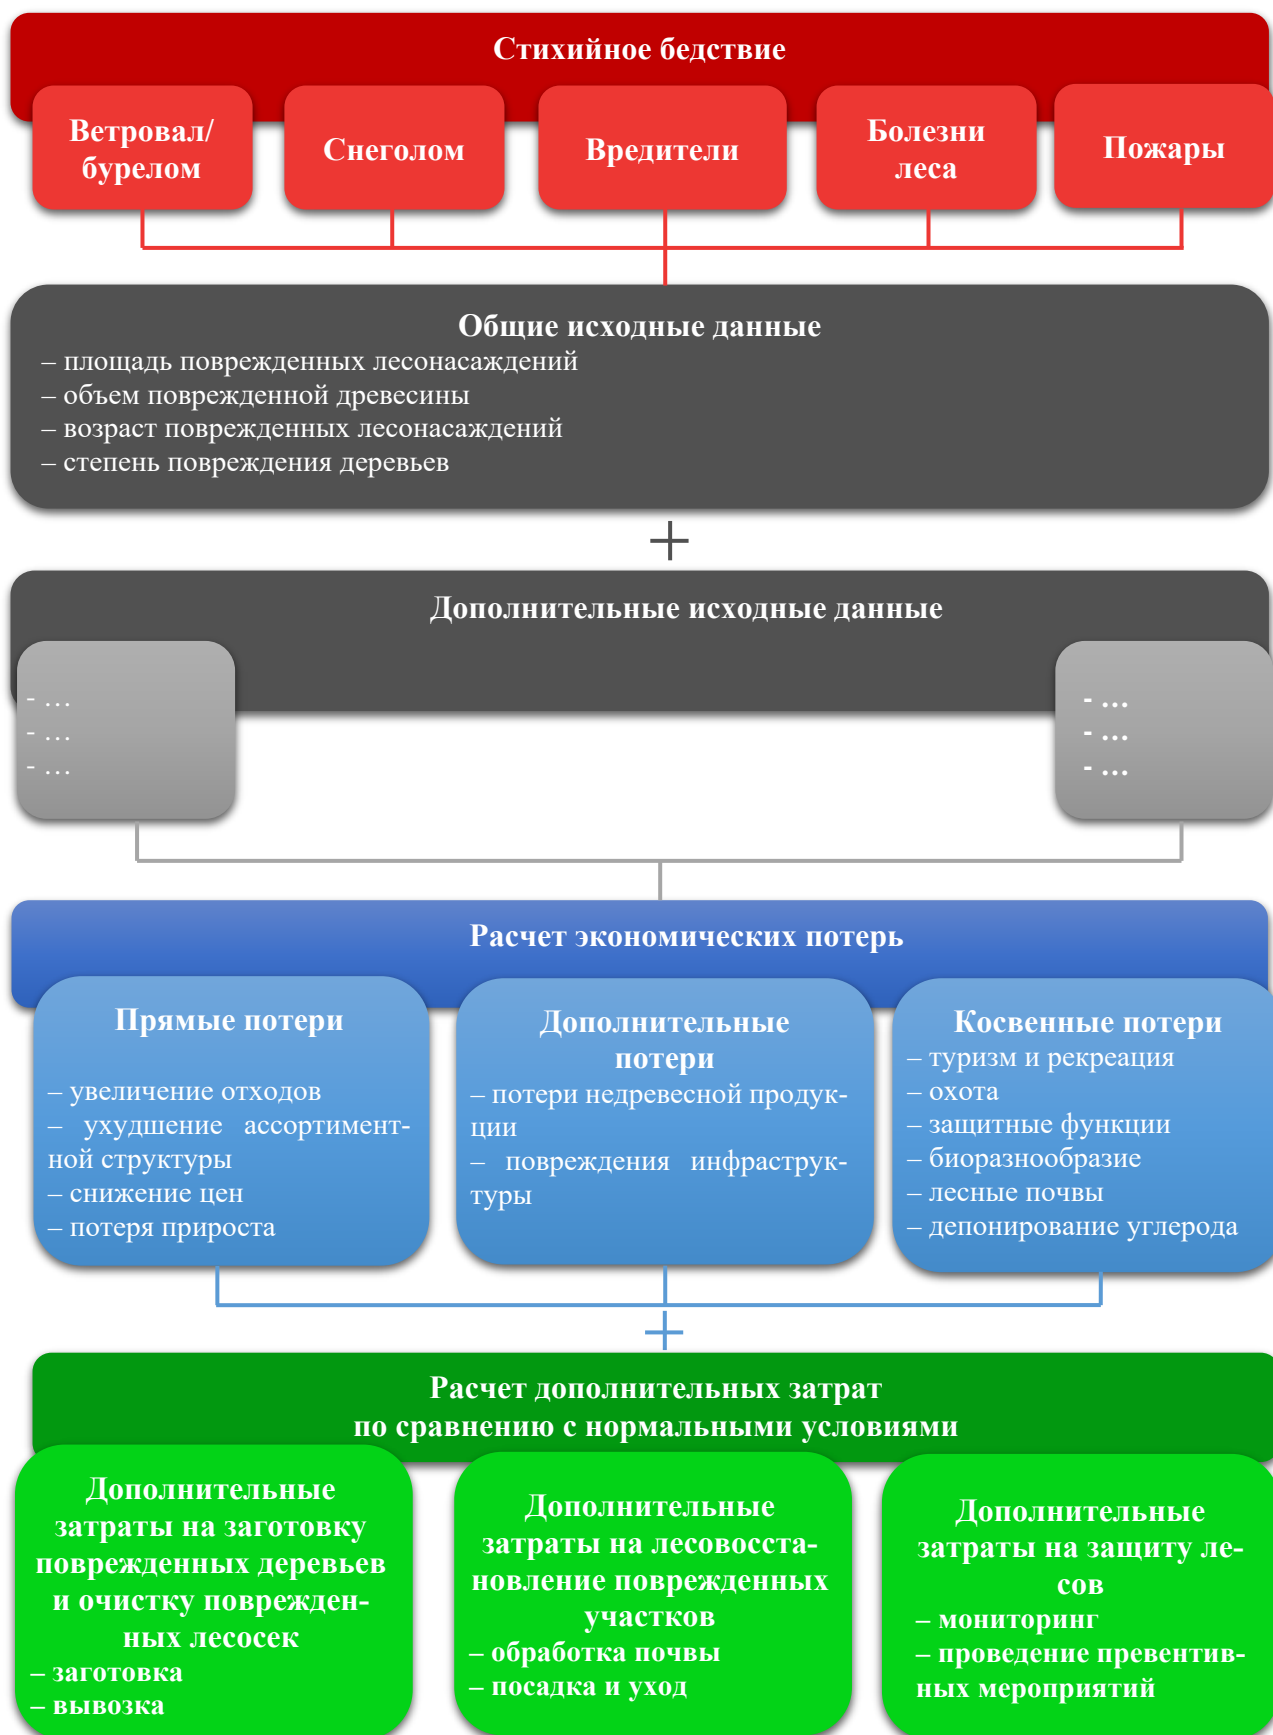 Стихийное бедствие
Ветровал/
бурелом
Снеголом
Вредители
Болезни
леса
Пожары
Общие исходные данные
– площадь поврежденных лесонасаждений
– объем поврежденной древесины
– возраст поврежденных лесонасаждений
– степень повреждения деревьев
+
Дополнительные исходные данные
- …
- …
- …
- …
- …
- …
Расчет экономических потерь
Прямые потери
– увеличение отходов
– ухудшение ассортимент-
ной структуры
– снижение цен
– потеря прироста
Дополнительные
потери
– потери недревесной продук-
ции
– повреждения инфраструк-
туры
Косвенные потери
– туризм и рекреация
– охота
– защитные функции
– биоразнообразие
– лесные почвы
– депонирование углерода
+
Расчет дополнительных затрат
по сравнению с нормальными условиями
Дополнительные
затраты на заготовку
поврежденных деревьев
и очистку поврежден-
ных лесосек
– заготовка
– вывозка
Дополнительные
затраты на лесовосста-
новление поврежденных
участков
– обработка почвы
– посадка и уход
Дополнительные
затраты на защиту ле-
сов
– мониторинг
– проведение превентив-
ных мероприятий